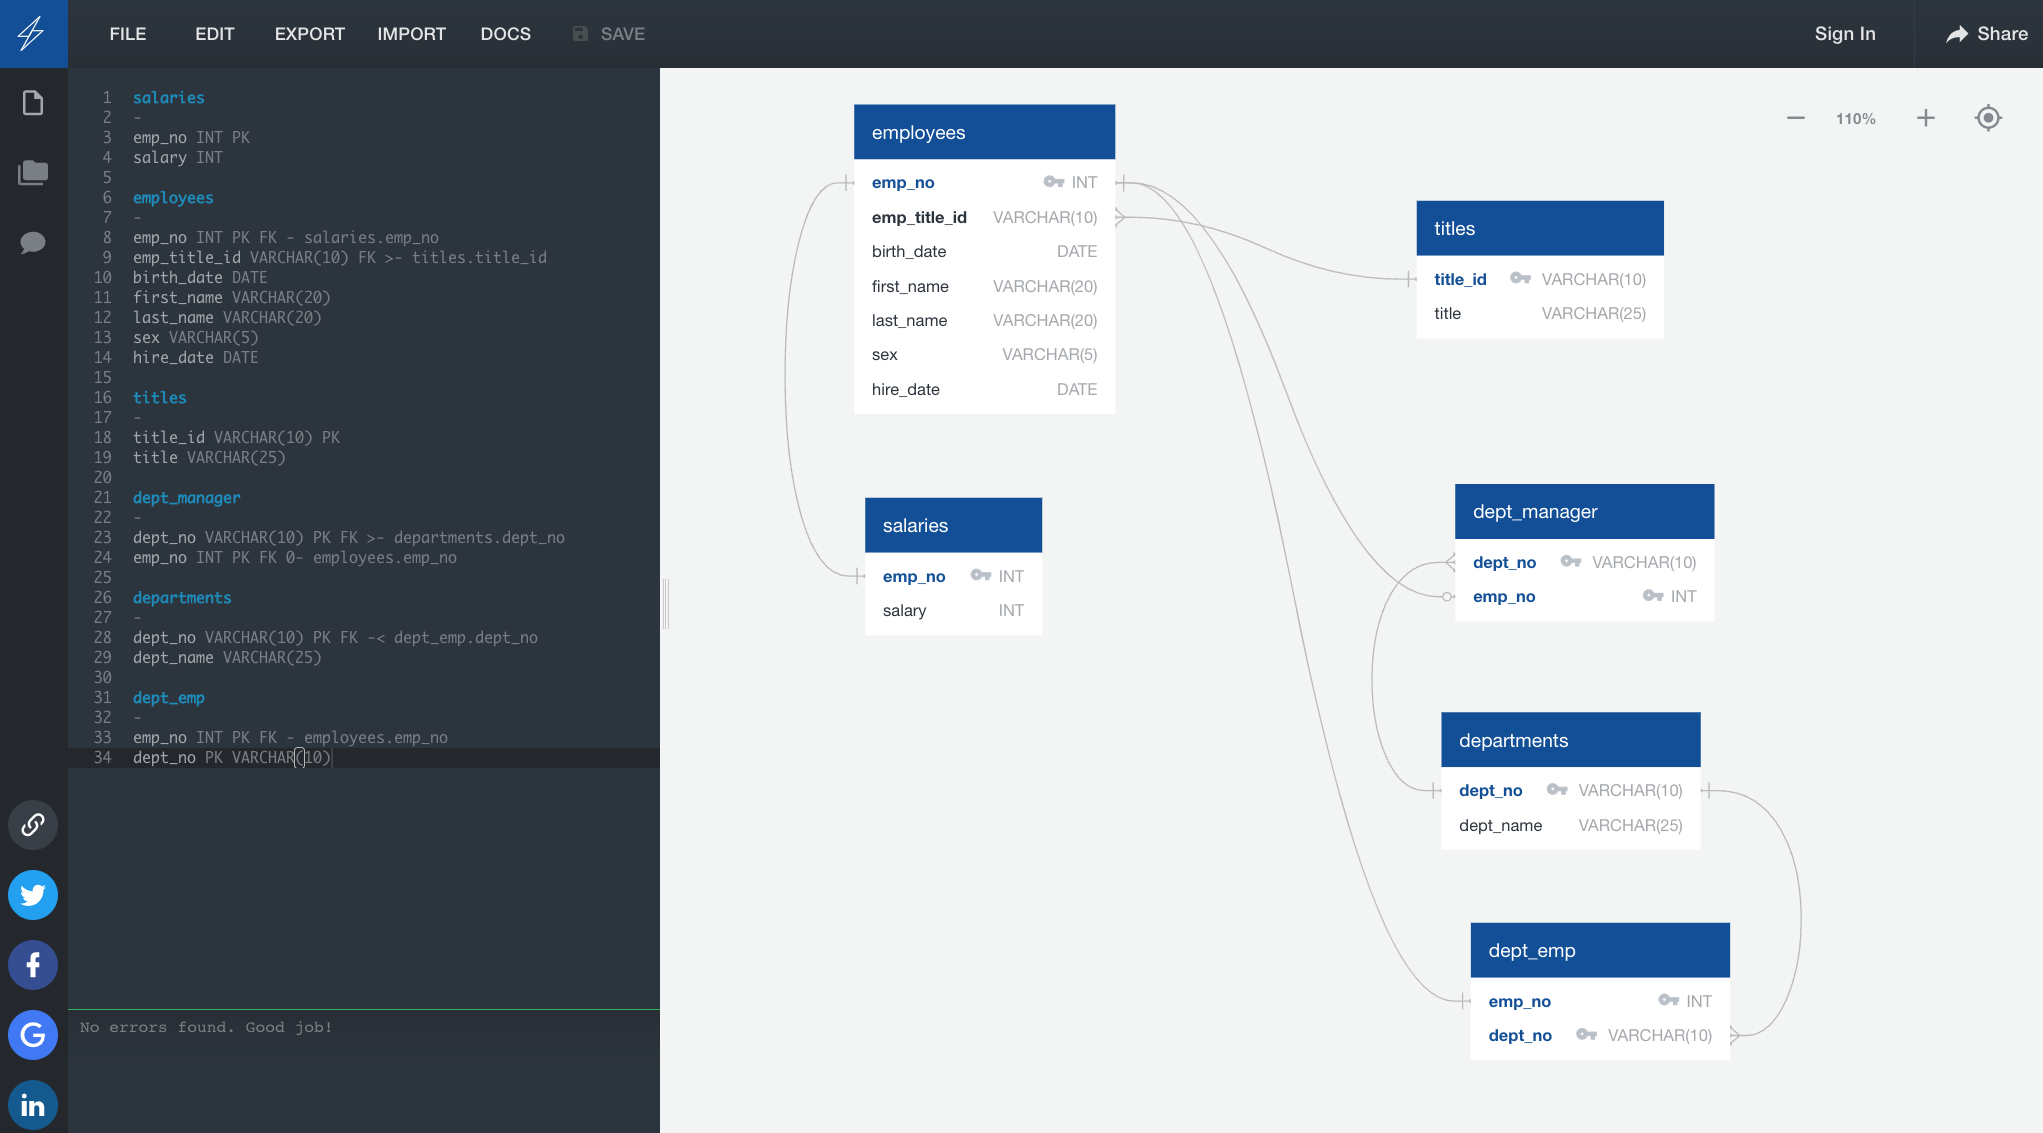 FILE EDIT EXPORT IMPORT DOCS SAVE Sign In Share
1 salaries
2 -
3 emp_no INT PK
4 salary INT
5
6 employees
7 -
8 emp_no INT PK FK - salaries.emp_no
9 emp_title_id VARCHAR(10) FK >- titles.title_id
10 birth_date DATE
11 first_name VARCHAR(20)
12 last_name VARCHAR(20)
13 sex VARCHAR(5)
14 hire_date DATE
15
16 titles
17 -
18 title_id VARCHAR(10) PK
19 title VARCHAR(25)
20
21 dept_manager
22 -
23 dept_no VARCHAR(10) PK FK >- departments.dept_no
24 emp_no INT PK FK 0- employees.emp_no
25
26 departments
27 -
28 dept_no VARCHAR(10) PK FK -< dept_emp.dept_no
29 dept_name VARCHAR(25)
30
31 dept_emp
32 -
33 emp_no INT PK FK - employees.emp_no
34 dept_no PK VARCHAR(10)
No errors found. Good job!
110%
employees
emp_no INT
emp_title_id VARCHAR(10)
birth_date DATE
first_name VARCHAR(20)
last_name VARCHAR(20)
sex VARCHAR(5)
hire_date DATE
titles
title_id VARCHAR(10)
title VARCHAR(25)
salaries
emp_no INT
salary INT
dept_manager
dept_no VARCHAR(10)
emp_no INT
departments
dept_no VARCHAR(10)
dept_name VARCHAR(25)
dept_emp
emp_no INT
dept_no VARCHAR(10)